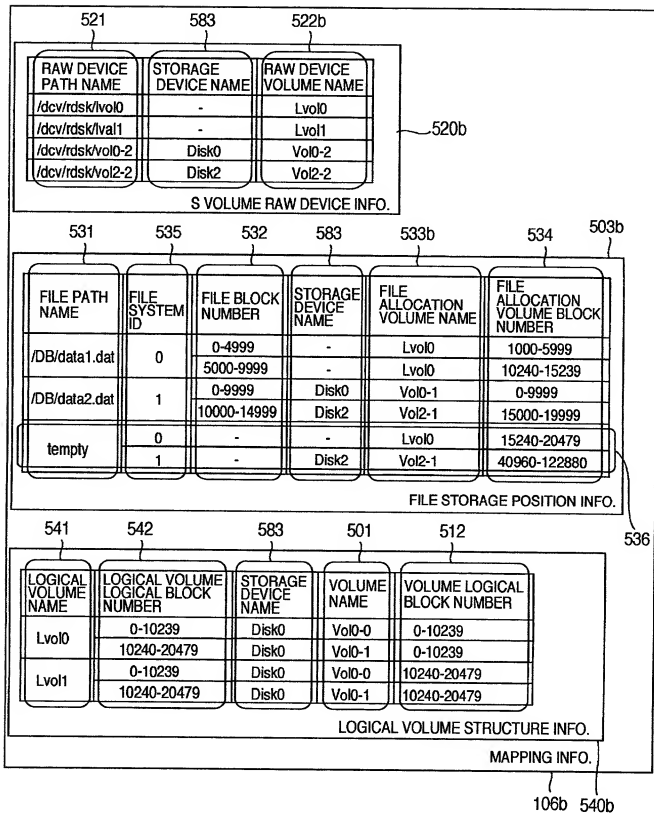 521 583 522b
RAW DEVICE STORAGE RAW DEVICE
PATH NAME DEVICE NAME VOLUME NAME
/dcv/rdsk/lvol0 - Lvol0
/dcv/rdsk/lval1 - Lvol1
/dcv/rdsk/vol0-2 Disk0 Vol0-2
/dcv/rdsk/vol2-2 Disk2 Vol2-2
S VOLUME RAW DEVICE INFO.
520b
531 535 532 583 533b 534 503b
FILE PATH NAME FILE SYSTEM ID FILE BLOCK NUMBER STORAGE DEVICE NAME FILE ALLOCATION VOLUME NAME FILE ALLOCATION VOLUME BLOCK NUMBER
/DB/data1.dat 0 0-4999 - Lvol0 1000-5999
5000-9999 - Lvol0 10240-15239
/DB/data2.dat 1 0-9999 Disk0 Vol0-1 0-9999
10000-14999 Disk2 Vol2-1 15000-19999
tempty 0 - - Lvol0 15240-20479
1 - Disk2 Vol2-1 40960-122880
FILE STORAGE POSITION INFO.
536
541 542 583 501 512
LOGICAL VOLUME NAME LOGICAL VOLUME LOGICAL BLOCK NUMBER STORAGE DEVICE NAME VOLUME NAME VOLUME LOGICAL BLOCK NUMBER
Lvol0 0-10239 Disk0 Vol0-0 0-10239
10240-20479 Disk0 Vol0-1 0-10239
Lvol1 0-10239 Disk0 Vol0-0 10240-20479
10240-20479 Disk0 Vol0-1 10240-20479
LOGICAL VOLUME STRUCTURE INFO.
MAPPING INFO.
106b 540b